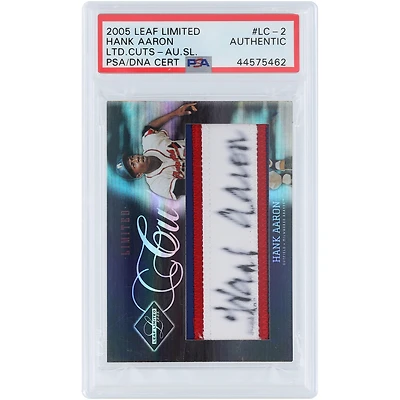 2005 LEAF LIMITED #LC-2
HANK AARON AUTHENTIC
LTD.CUTS-AU.SL.
PSA/DNA CERT PSA 44575462
LIMITED
Cuts
Hank Aaron
HANK AARON